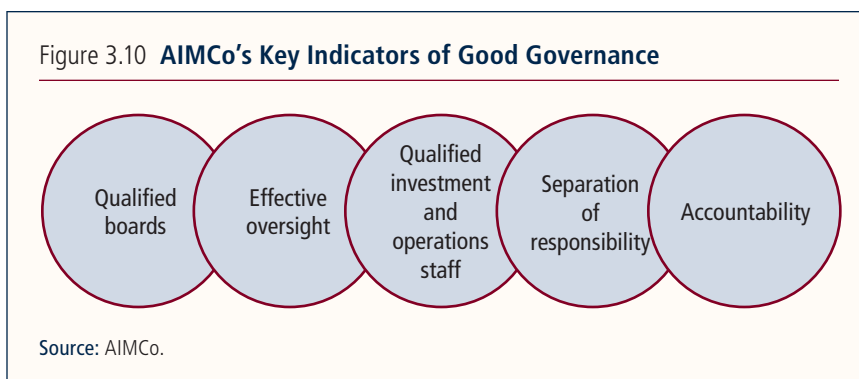 Figure 3.10 AIMCo's Key Indicators of Good Governance
Qualified
boards
Effective
oversight
Qualified
investment
and
operations
staff
Separation
of
responsibility
Accountability
Source: AIMCo.